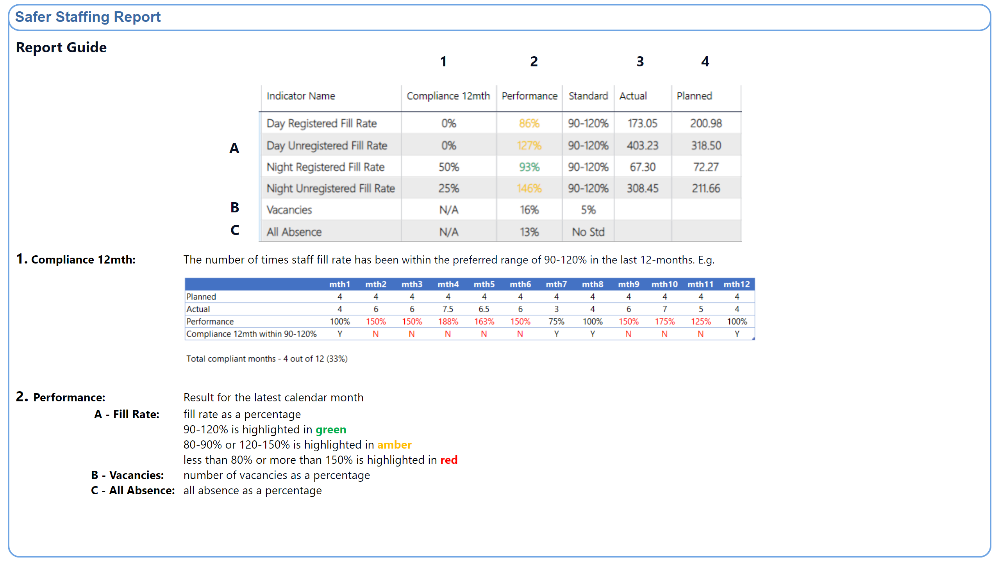 Safer Staffing Report
Report Guide
1 2 3 4
Indicator Name Compliance 12mth Performance Standard Actual Planned
Day Registered Fill Rate 0% 86% 90-120% 173.05 200.98
A Day Unregistered Fill Rate 0% 127% 90-120% 403.23 318.50
Night Registered Fill Rate 50% 93% 90-120% 67.30 72.27
Night Unregistered Fill Rate 25% 146% 90-120% 308.45 211.66
B Vacancies N/A 16% 5%
C All Absence N/A 13% No Std
1. Compliance 12mth: The number of times staff fill rate has been within the preferred range of 90-120% in the last 12-months. E.g.
mth1 mth2 mth3 mth4 mth5 mth6 mth7 mth8 mth9 mth10 mth11 mth12
Planned 4 4 4 4 4 4 4 4 4 4 4 4
Actual 4 6 6 7.5 6.5 6 3 4 6 7 5 4
Performance 100% 150% 150% 188% 163% 150% 75% 100% 150% 175% 125% 100%
Compliance 12mth within 90-120% Y N N N N N Y Y N N N Y
Total compliant months - 4 out of 12 (33%)
2. Performance: Result for the latest calendar month
A - Fill Rate: fill rate as a percentage
90-120% is highlighted in green
80-90% or 120-150% is highlighted in amber
less than 80% or more than 150% is highlighted in red
B - Vacancies: number of vacancies as a percentage
C - All Absence: all absence as a percentage